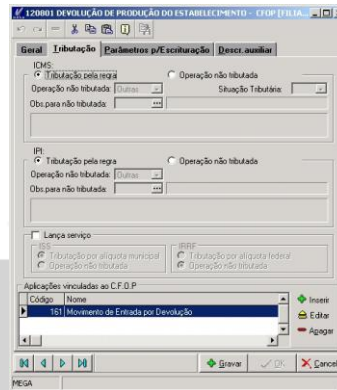 120801 DEVOLUÇÃO DE PRODUÇÃO DO ESTABELECIMENTO - CFOP [FILIA...
Geral Tributação Parâmetros p/Escrituração Descr. auxiliar
ICMS:
Tributação pela regra Operação não tributada
Operação não tributada: Outras Situação Tributária:
Obs.para não tributada:
IPI:
Tributação pela regra Operação não tributada
Operação não tributada: Outras
Obs.para não tributada:
Lança serviço
ISS IRRF
Tributação por alíquota municipal Tributação por alíquota federal
Operação não tributada Operação não tributada
Aplicações vinculadas ao C.F.O.P
Código Nome
161 Movimento de Entrada por Devolução
Inserir
Editar
Apagar
Gravar OK Cancel
MEGA